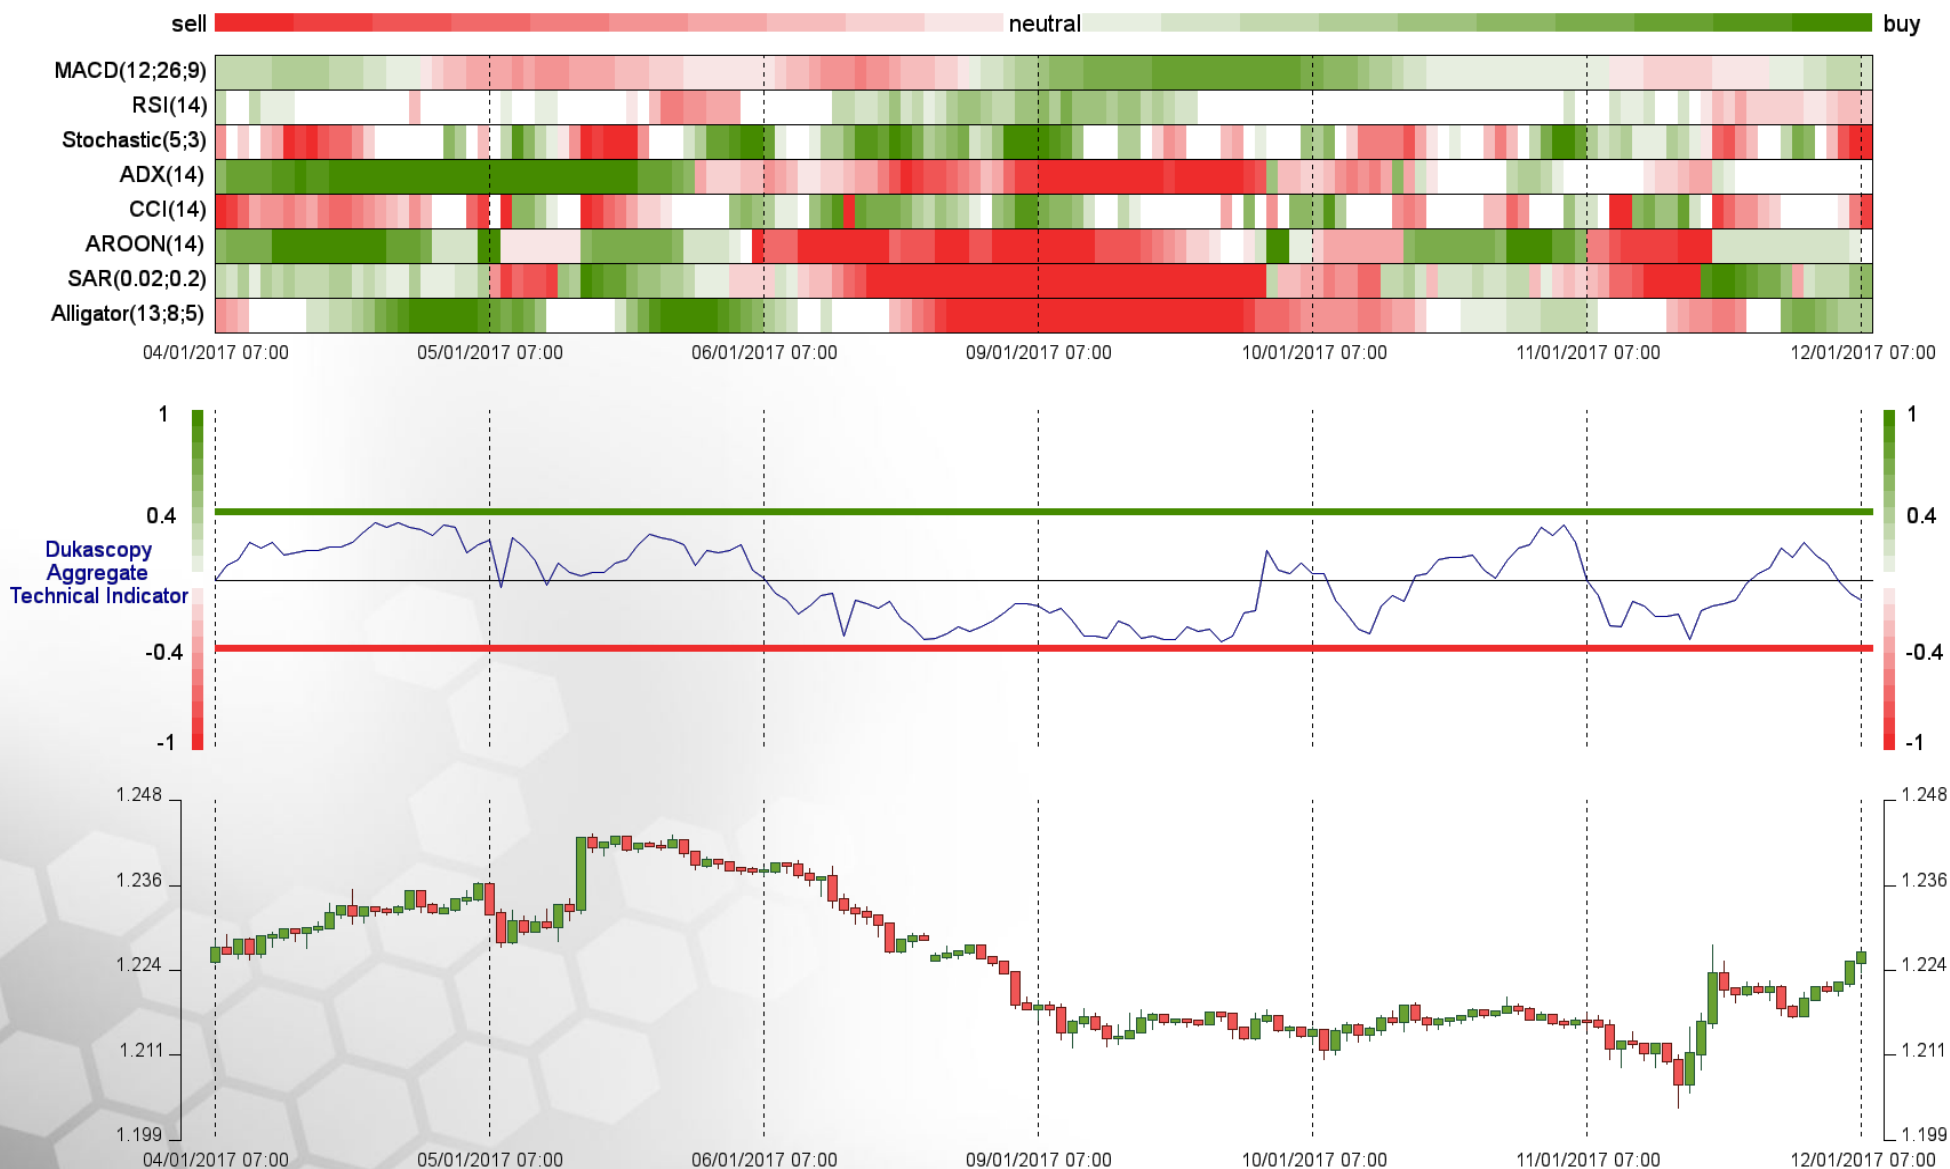 sell neutral buy
MACD(12;26;9)
RSI(14)
Stochastic(5;3)
ADX(14)
CCI(14)
AROON(14)
SAR(0.02;0.2)
Alligator(13;8;5)
04/01/2017 07:00 05/01/2017 07:00 06/01/2017 07:00 09/01/2017 07:00 10/01/2017 07:00 11/01/2017 07:00 12/01/2017 07:00
1 1
0.4 0.4
Dukascopy
Aggregate
Technical Indicator
-0.4 -0.4
-1 -1
1.248 1.248
1.236 1.236
1.224 1.224
1.211 1.211
1.199 1.199
04/01/2017 07:00 05/01/2017 07:00 06/01/2017 07:00 09/01/2017 07:00 10/01/2017 07:00 11/01/2017 07:00 12/01/2017 07:00